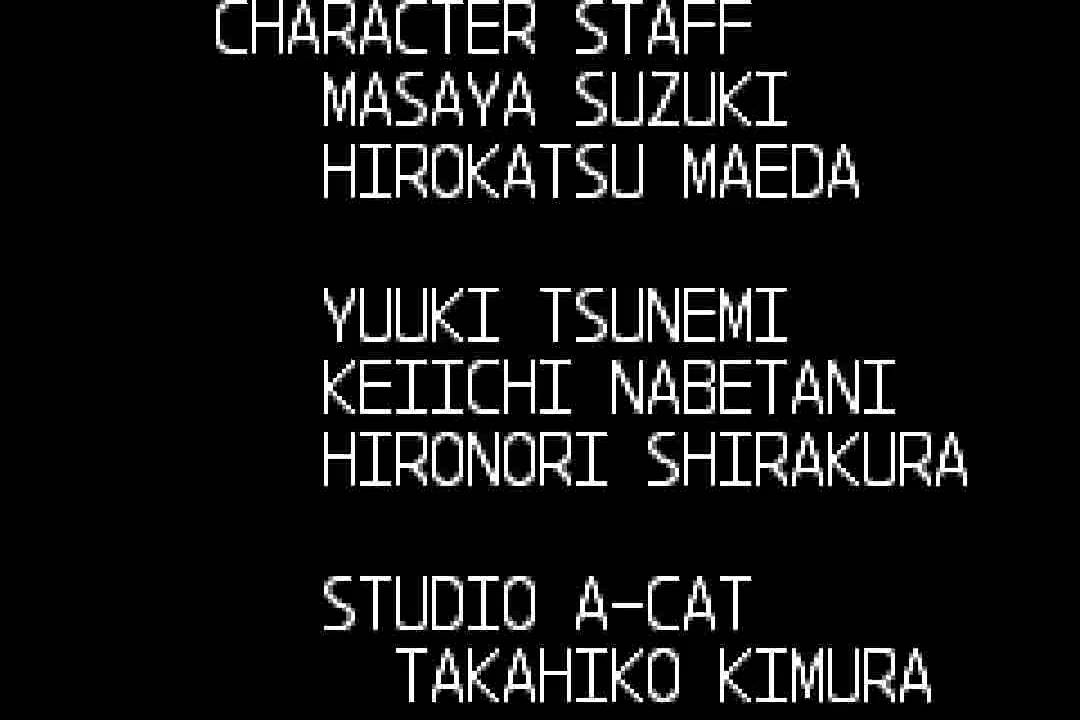 CHARACTER STAFF
MASAYA SUZUKI
HIROKATSU MAEDA
YUUKI TSUNEMI
KEIICHI NABETANI
HIRONORI SHIRAKURA
STUDIO A-CAT
TAKAHIKO KIMURA